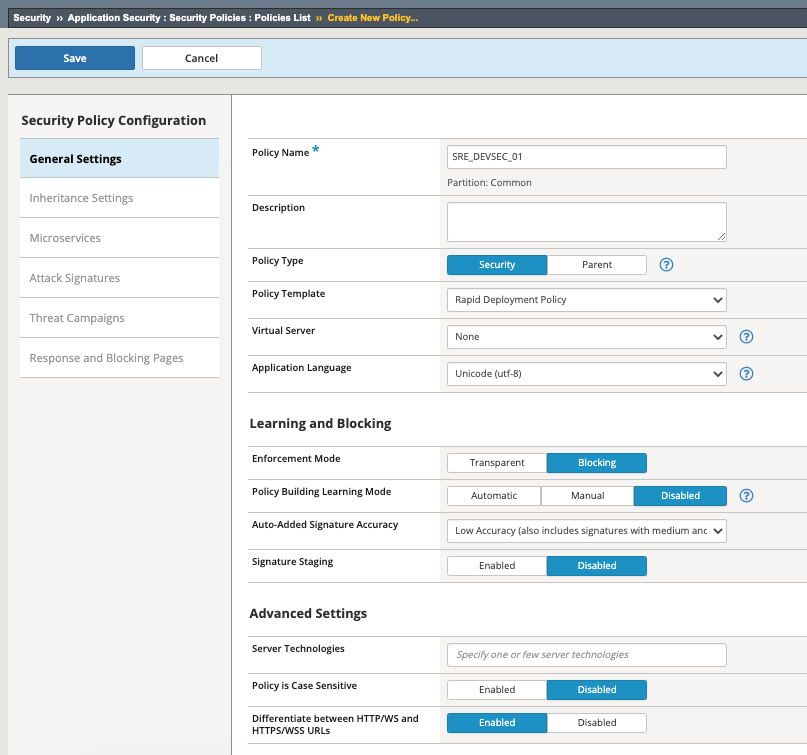 Security ›› Application Security : Security Policies : Policies List ›› Create New Policy...
Save
Cancel
Security Policy Configuration
General Settings
Inheritance Settings
Microservices
Attack Signatures
Threat Campaigns
Response and Blocking Pages
Policy Name *
SRE_DEVSEC_01
Partition: Common
Description
Policy Type
Security
Parent
?
Policy Template
Rapid Deployment Policy
Virtual Server
None
?
Application Language
Unicode (utf-8)
?
Learning and Blocking
Enforcement Mode
Transparent
Blocking
Policy Building Learning Mode
Automatic
Manual
Disabled
?
Auto-Added Signature Accuracy
Low Accuracy (also includes signatures with medium and
Signature Staging
Enabled
Disabled
Advanced Settings
Server Technologies
Specify one or few server technologies
Policy is Case Sensitive
Enabled
Disabled
Differentiate between HTTP/WS and
HTTPS/WSS URLs
Enabled
Disabled